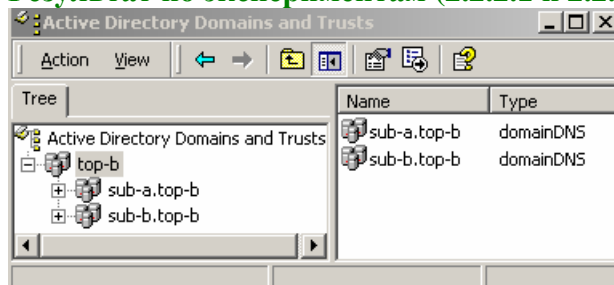 Active Directory Domains and Trusts
Action View
Tree
Name Type
Active Directory Domains and Trusts
top-b
sub-a.top-b
sub-b.top-b
sub-a.top-b domainDNS
sub-b.top-b domainDNS